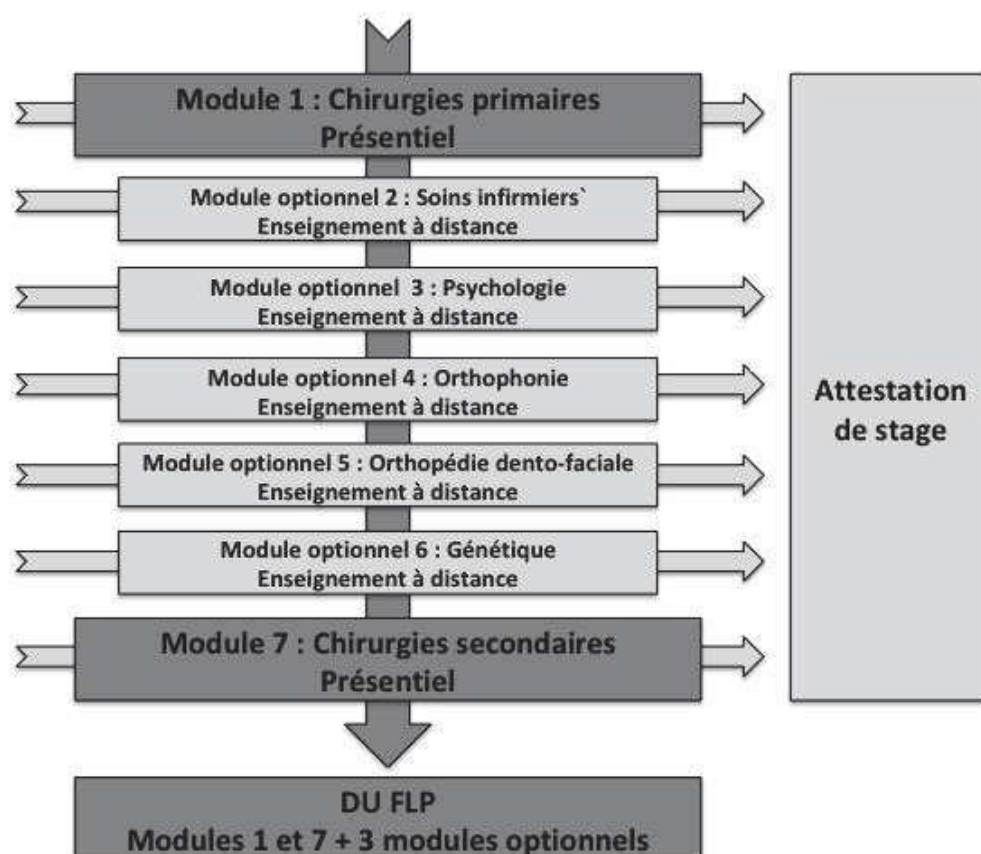 Module 1 : Chirurgies primaires
Présentiel
Module optionnel 2 : Soins infirmiers`
Enseignement à distance
Module optionnel 3 : Psychologie
Enseignement à distance
Module optionnel 4 : Orthophonie
Enseignement à distance
Module optionnel 5 : Orthopédie dento-faciale
Enseignement à distance
Module optionnel 6 : Génétique
Enseignement à distance
Module 7 : Chirurgies secondaires
Présentiel
Attestation
de stage
DU FLP
Modules 1 et 7 + 3 modules optionnels